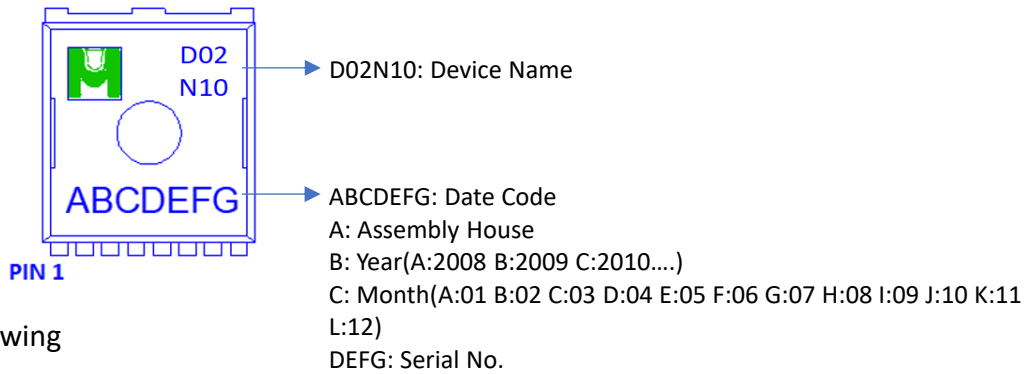 D02
N10
D02N10: Device Name
ABCDEFG
ABCDEFG: Date Code
A: Assembly House
B: Year(A:2008 B:2009 C:2010....)
C: Month(A:01 B:02 C:03 D:04 E:05 F:06 G:07 H:08 I:09 J:10 K:11
L:12)
DEFG: Serial No.
PIN 1
wing